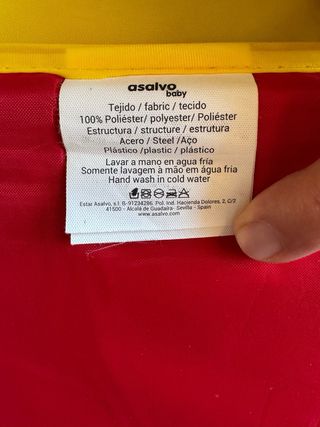 asalvo
baby
Tejido / fabric / tecido
100% Poliéster/ polyester/ Poliéster
Estructura / structure / estrutura
Acero / Steel /Aço
Plástico /plastic / plástico
Lavar a mano en agua fría
Somente lavagem à mão em água fria
Hand wash in cold water
Estar Asalvo, s.l. B-91234286. Pol. Ind. Hacienda Dolores, 2, C/2
41500 - Alcalá de Guadaira- Sevilla - Spain
www.asalvo.com